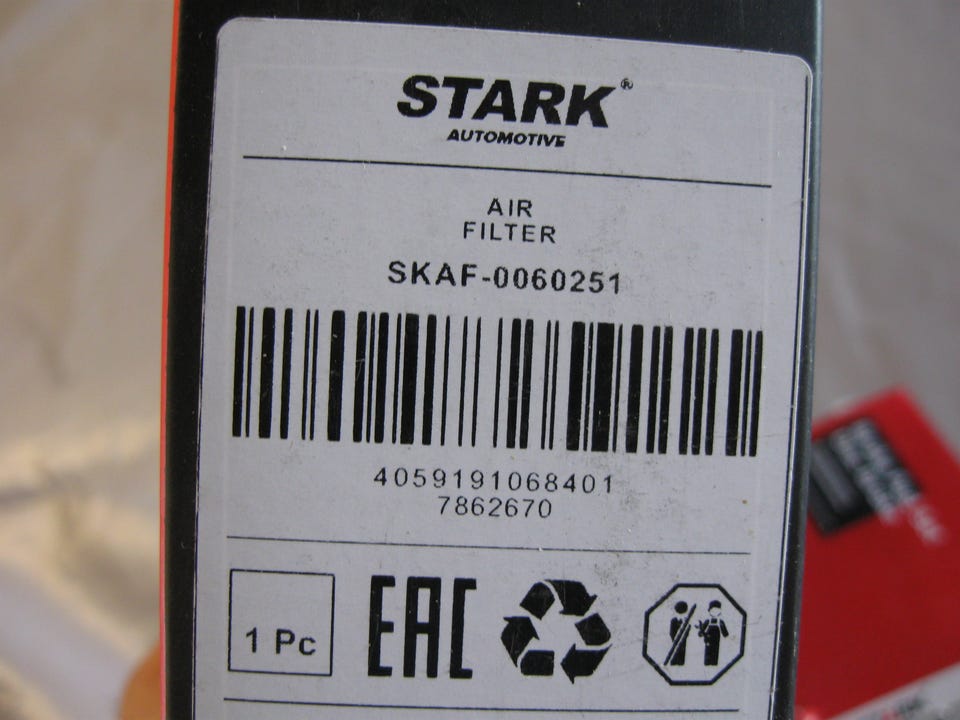 STARK®
AUTOMOTIVE
AIR
FILTER
SKAF-0060251
4059191068401
7862670
1 Pc
EAC